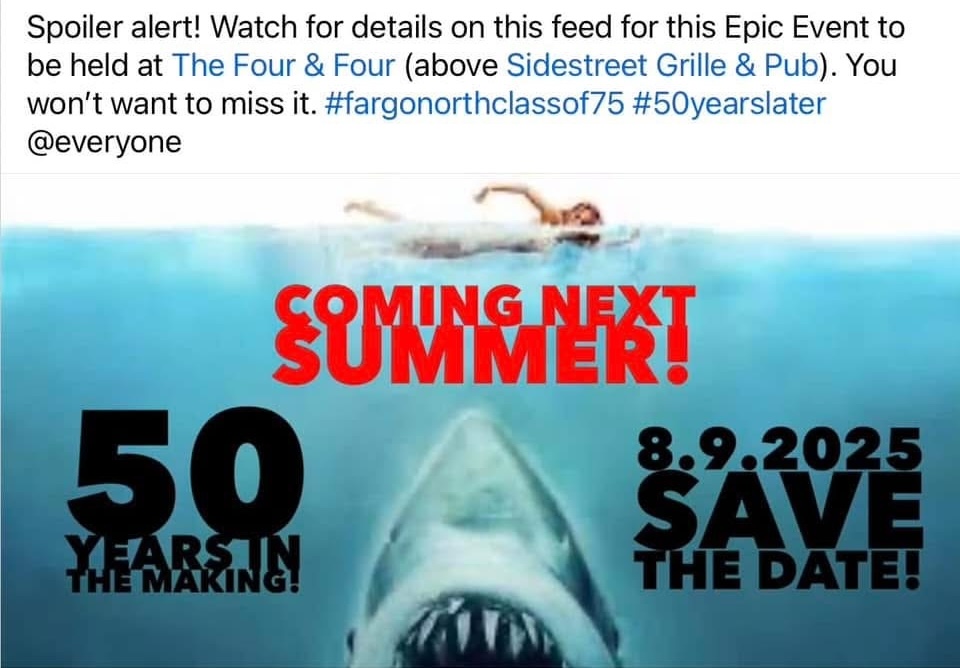 Spoiler alert! Watch for details on this feed for this Epic Event to
be held at The Four & Four (above Sidestreet Grille & Pub). You
won't want to miss it. #fargonorthclassof75 #50yearslater
@everyone
COMING NEXT
SUMMER!
50
YEARS IN
THE MAKING!
8.9.2025
SAVE
THE DATE!